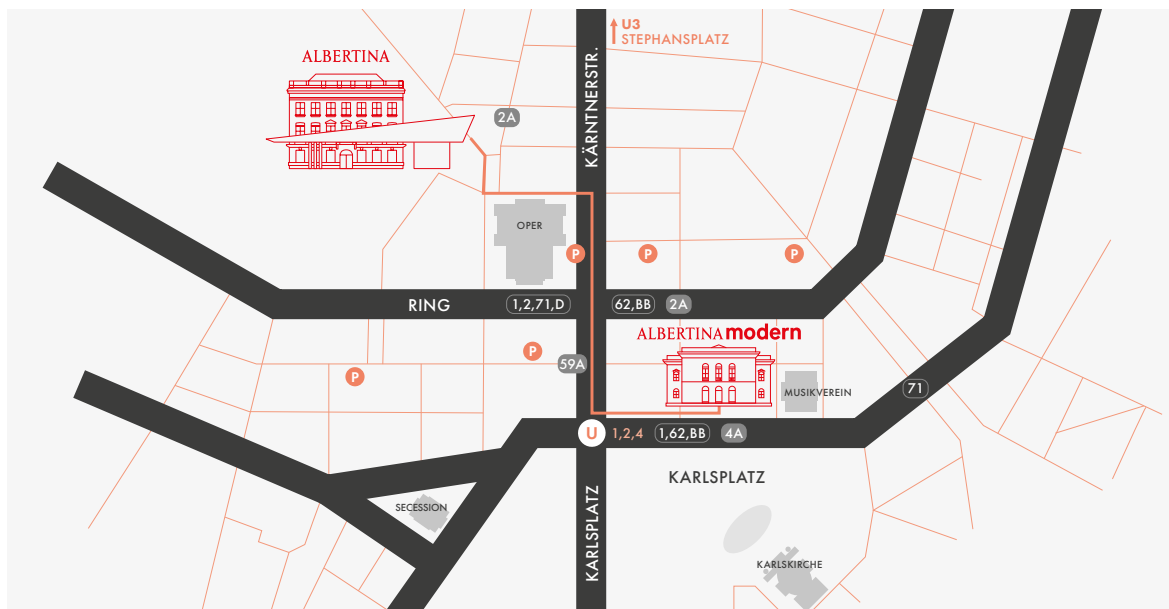 U3
STEPHANSPLATZ
ALBERTINA
2A
KÄRNTNERSTR.
OPER
P
P
P
RING
1,2,71,D
62,BB
2A
ALBERTINA modern
P
59A
P
MUSIKVEREIN
71
U
1,2,4
1,62,BB
4A
KARLSPLATZ
SECESSION
KARLSPLATZ
KARLSKIRCHE